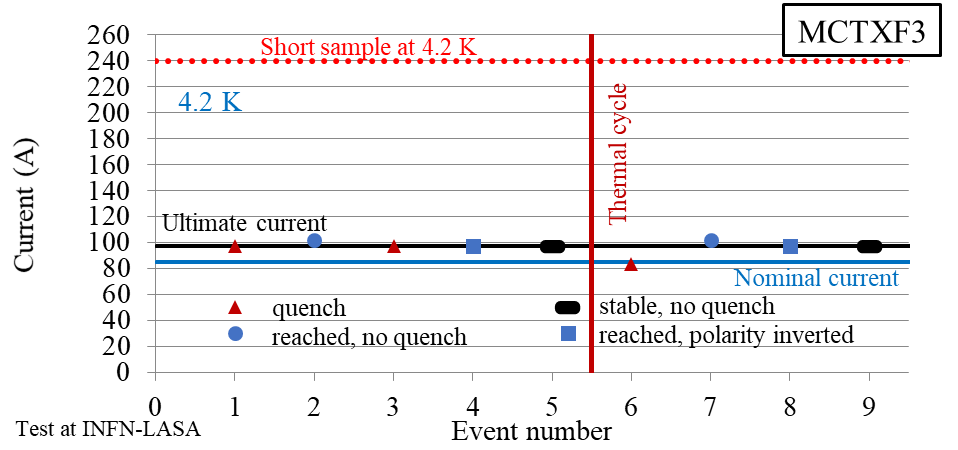 MCTXF3
260
240
220
200
180
160
140
120
100
80
60
40
20
0
Current (A)
Short sample at 4.2 K
4.2 K
Thermal cycle
Ultimate current
Nominal current
quench
stable, no quench
reached, no quench
reached, polarity inverted
0 1 2 3 4 5 6 7 8 9
Event number
Test at INFN-LASA